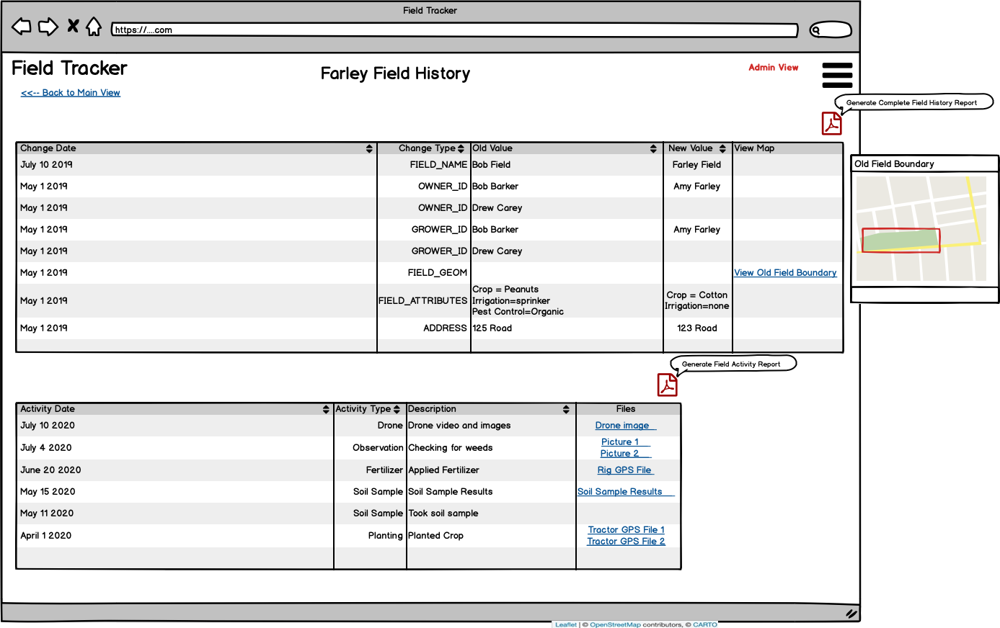 Field Tracker
https://....com
Field Tracker
Farley Field History
Admin View
<<-- Back to Main View
Generate Complete Field History Report
Change Date Change Type Old Value New Value View Map
July 10 2019 FIELD_NAME Bob Field Farley Field
May 1 2019 OWNER_ID Bob Barker Amy Farley
May 1 2019 OWNER_ID Drew Carey
May 1 2019 GROWER_ID Bob Barker Amy Farley
May 1 2019 GROWER_ID Drew Carey
May 1 2019 FIELD_GEOM View Old Field Boundary
May 1 2019 FIELD_ATTRIBUTES
Crop = Peanuts
Irrigation=sprinker
Pest Control=Organic
Crop = Cotton
Irrigation=none
May 1 2019 ADDRESS 125 Road 123 Road
Old Field Boundary
Generate Field Activity Report
Activity Date Activity Type Description Files
July 10 2020 Drone Drone video and images Drone image
July 4 2020 Observation Checking for weeds
Picture 1
Picture 2
June 20 2020 Fertilizer Applied Fertilizer Rig GPS File
May 15 2020 Soil Sample Soil Sample Results Soil Sample Results
May 11 2020 Soil Sample Took soil sample
April 1 2020 Planting Planted Crop
Tractor GPS File 1
Tractor GPS File 2
Leaflet | © OpenStreetMap contributors, © CARTO